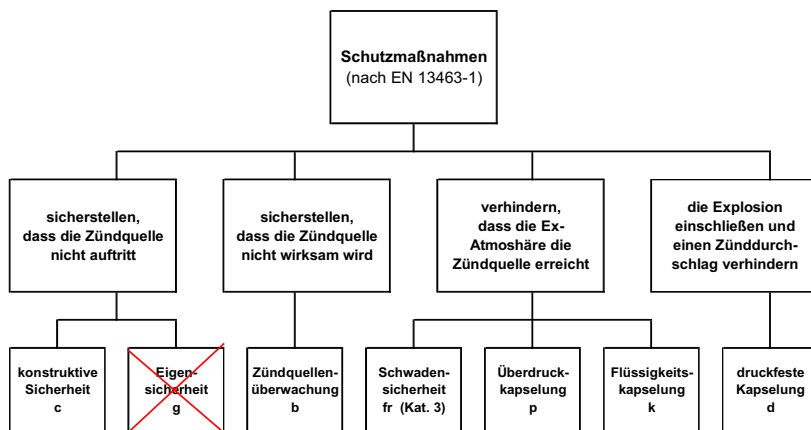 Schutzmaßnahmen
(nach EN 13463-1)
sicherstellen,
dass die Zündquelle
nicht auftritt
sicherstellen,
dass die Zündquelle
nicht wirksam wird
verhindern,
dass die Ex-
Atmoshäre die
Zündquelle erreicht
die Explosion
einschließen und
einen Zünddurch-
schlag verhindern
konstruktive
Sicherheit
c
Eigen-
sicherheit
g
Zündquellen-
überwachung
b
Schwaden-
sicherheit
fr (Kat. 3)
Überdruck-
kapselung
p
Flüssigkeits-
kapselung
k
druckfeste
Kapselung
d